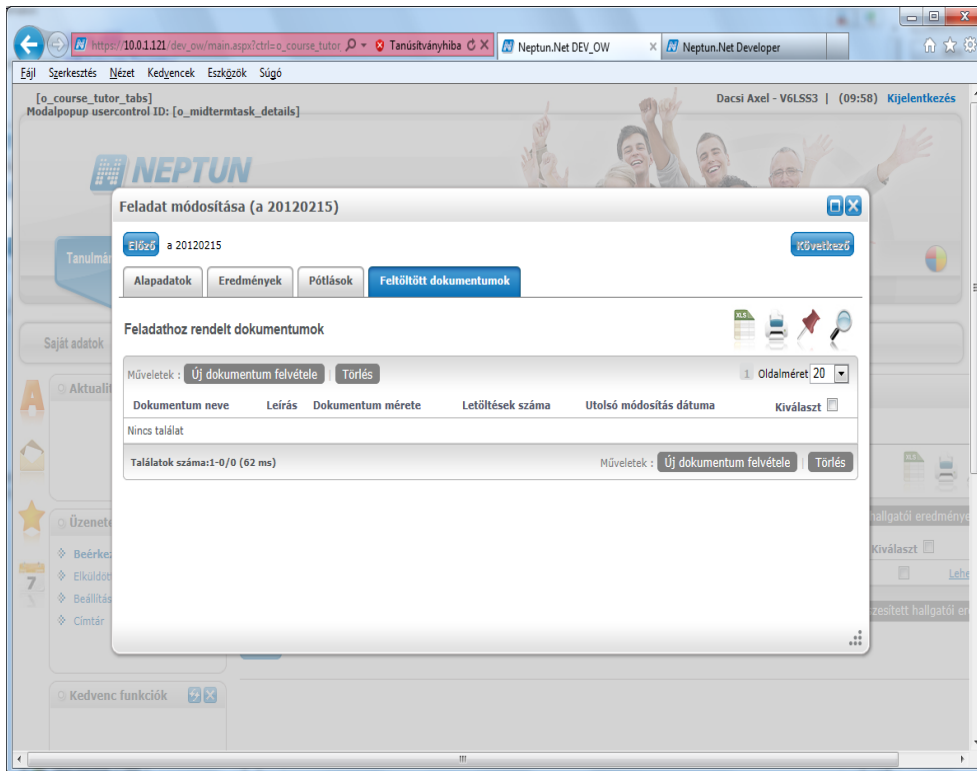 https://10.0.1.121/dev_ow/main.aspx?ctrl=o_course_tutor
Tanúsítványhiba
Neptun.Net DEV_OW
Neptun.Net Developer
Fájl Szerkesztés Nézet Kedvencek Eszközök Súgó
[o_course_tutor_tabs]
Modalpopup usercontrol ID: [o_midtermtask_details]
Dacsi Axel - V6LSS3 | (09:58) Kijelentkezés
NEPTUN
Feladat módosítása (a 20120215)
Előző a 20120215 Következő
Tanulmán
Alapadatok Eredmények Pótlások Feltöltött dokumentumok
XLS
Feladathoz rendelt dokumentumok
Saját adatok
Műveletek : Új dokumentum felvétele | Törlés 1 Oldalméret 20
Aktualit
Dokumentum neve Leírás Dokumentum mérete Letöltések száma Utolsó módosítás dátuma Kiválaszt
Nincs találat
Találatok száma:1-0/0 (62 ms) Műveletek : Új dokumentum felvétele | Törlés
XLS
Üzenete
hallgatói eredménye
Beérkez
Kiválaszt
7
Elküldöt
Lehe
Beállítás
zesített hallgatói er
Címtár
Kedvenc funkciók